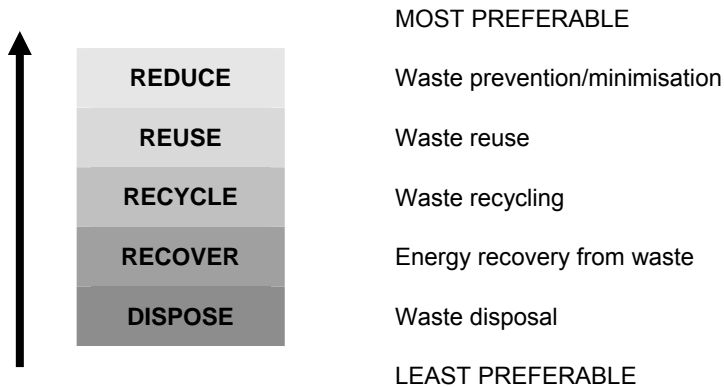 MOST PREFERABLE
REDUCE Waste prevention/minimisation
REUSE Waste reuse
RECYCLE Waste recycling
RECOVER Energy recovery from waste
DISPOSE Waste disposal
LEAST PREFERABLE